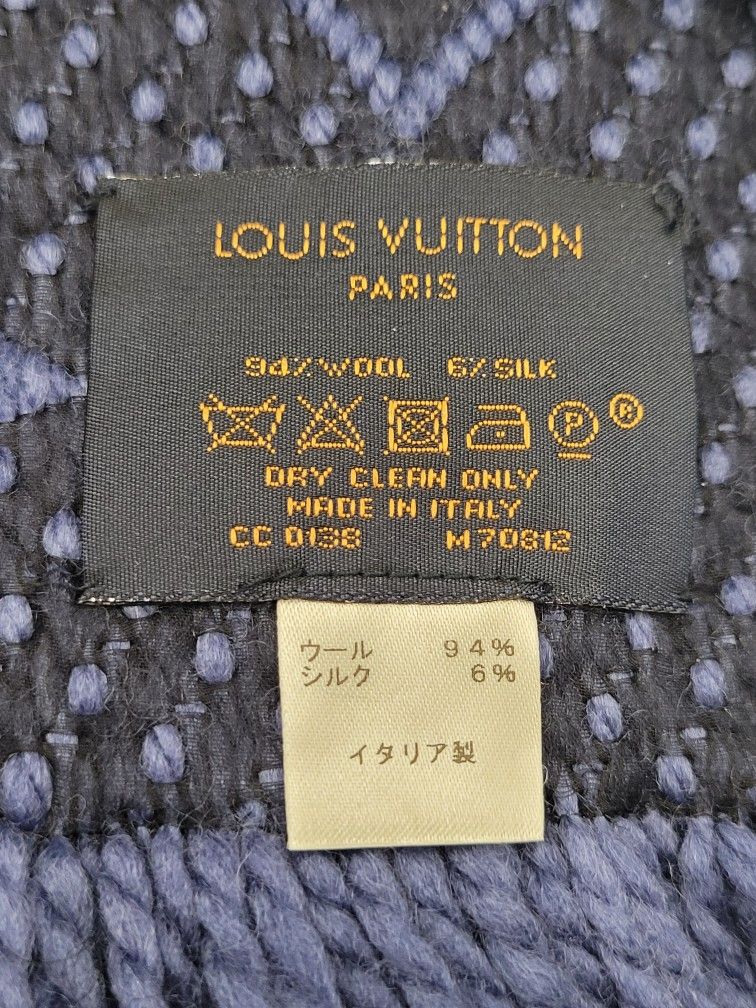 LOUIS VUITTON
PARIS
94%WOOL 6%SILK
P ®
DRY CLEAN ONLY
MADE IN ITALY
CC 0138 M70812
ウール 94%
シルク 6%
イタリア製